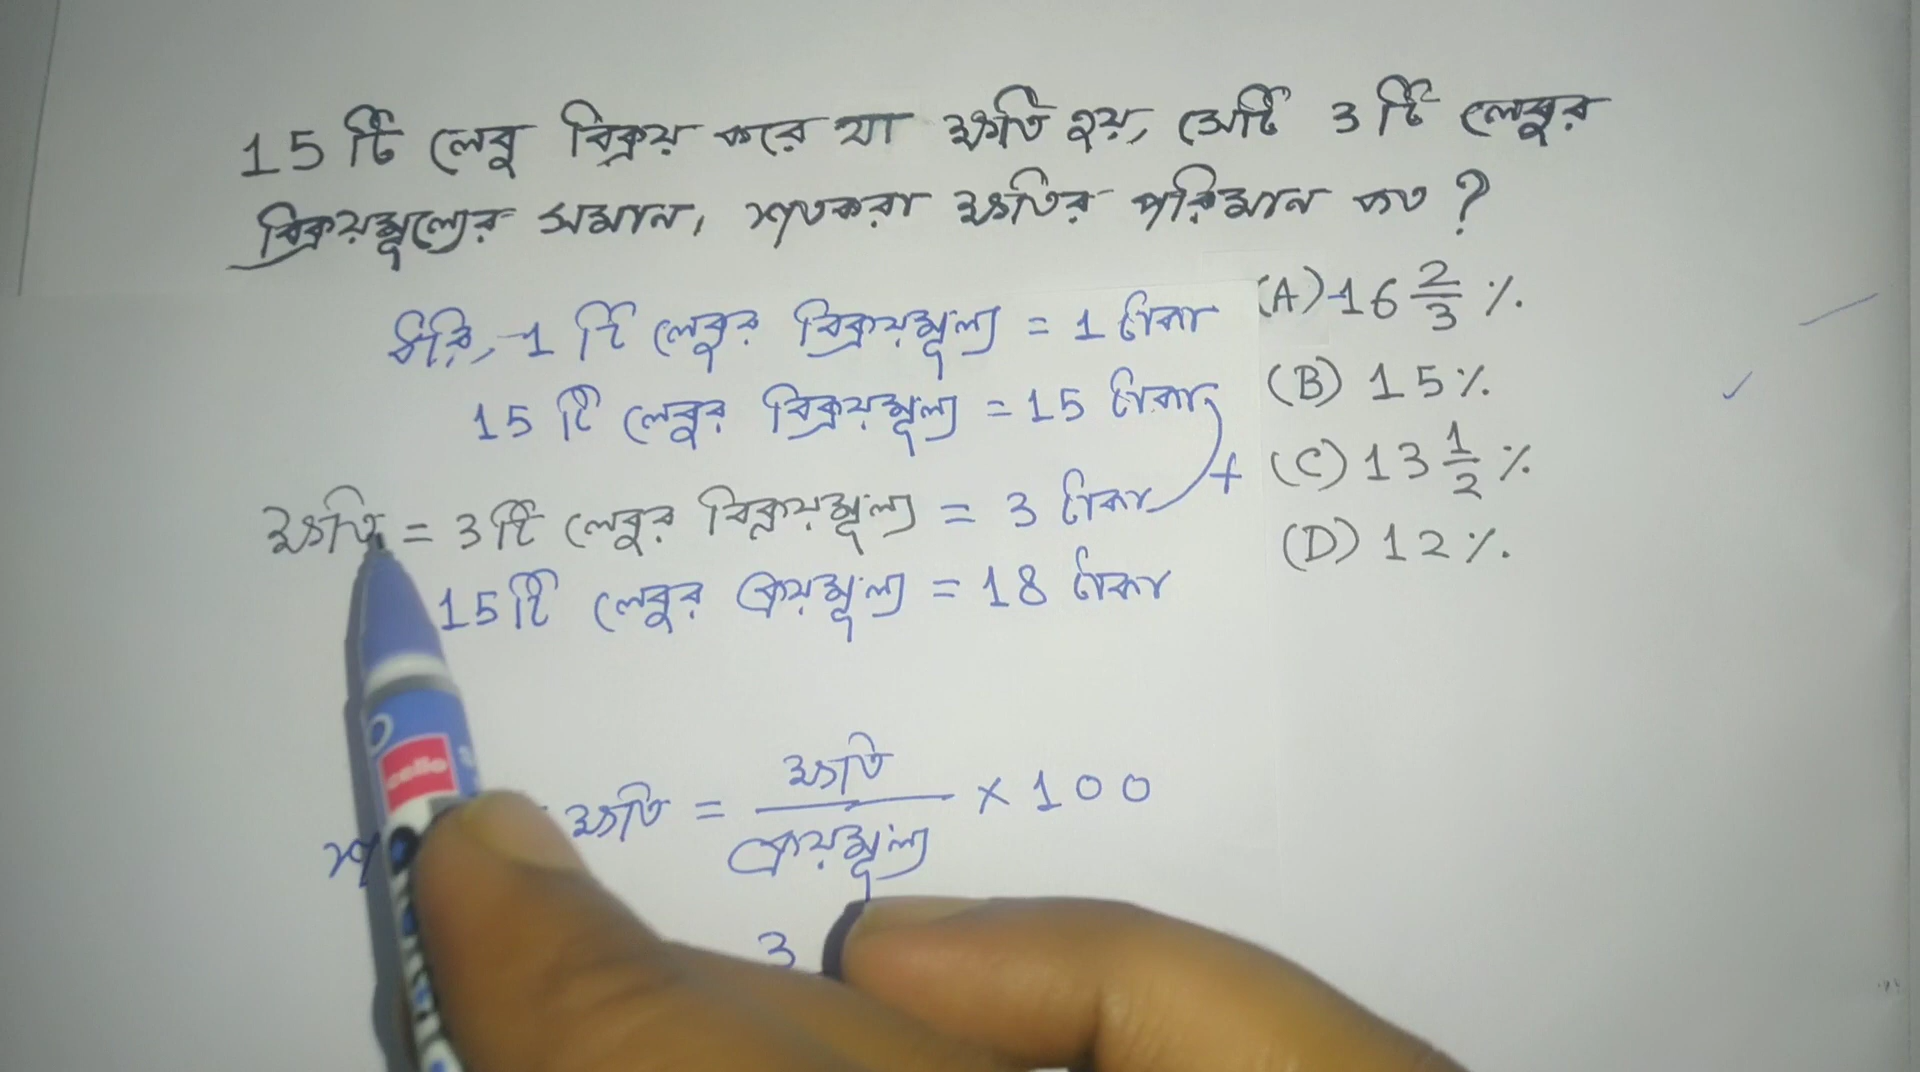 15 টি লেবু বিক্রয় করে যা ক্ষতি হয়, সেটি 3 টি লেবুর
বিক্রয়মূল্যের সমান, শতকরা ক্ষতির পরিমান কত ?
(A) 16 2/3 %.
ধরি, 1 টি লেবুর বিক্রয়মূল্য = 1 টাকা
(B) 15 %.
15 টি লেবুর বিক্রয়মূল্য = 15 টাকা
+ (C) 13 1/2 %.
ক্ষতি = 3 টি লেবুর বিক্রয়মূল্য = 3 টাকা
(D) 12 %.
15 টি লেবুর ক্রয়মূল্য = 18 টাকা
ক্ষতি = ক্ষতি/ক্রয়মূল্য × 100
3
cello